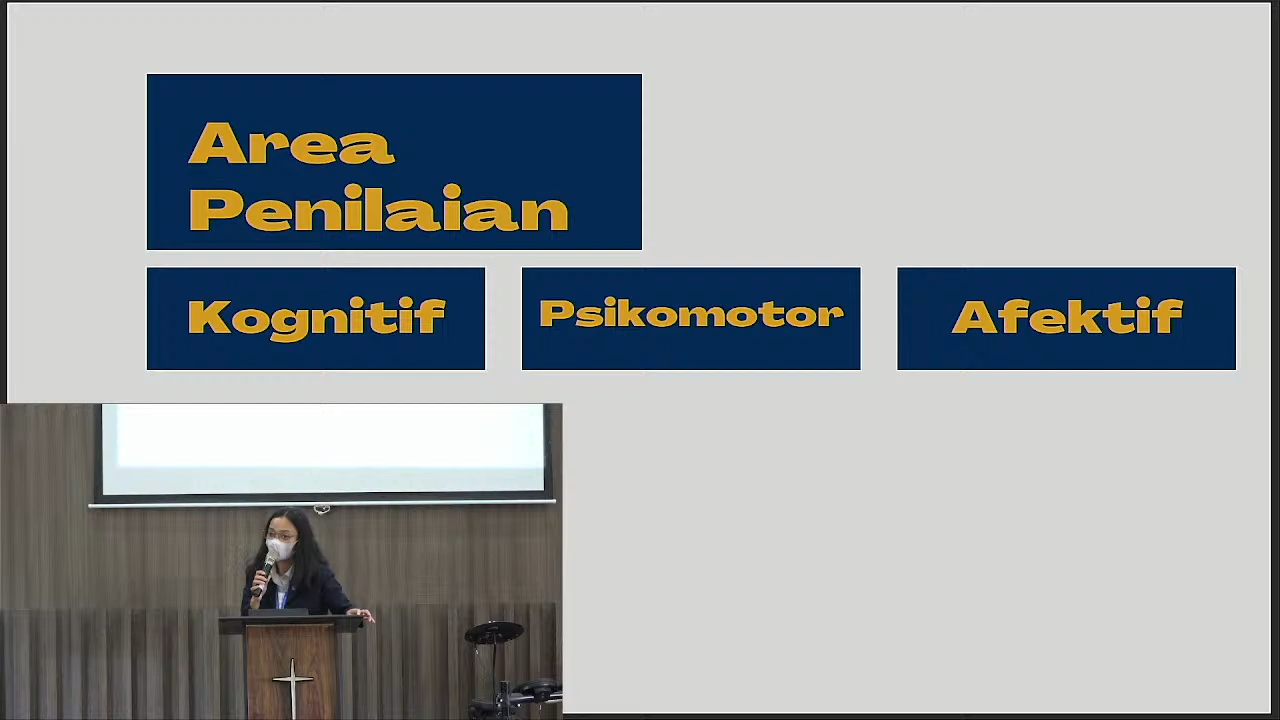 Area
Penilaian
Kognitif
Psikomotor
Afektif